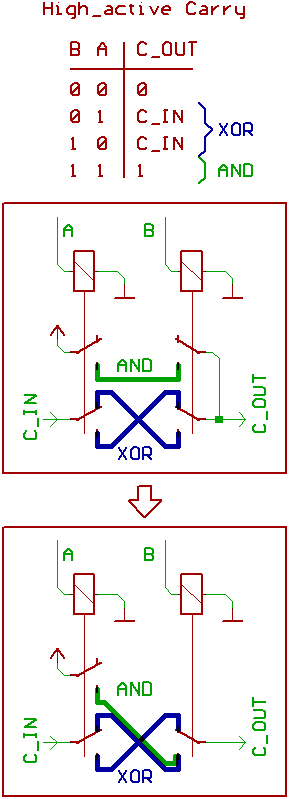 High_active Carry
B A C_OUT
0 0 0
0 1 C_IN
1 0 C_IN
XOR
1 1 1 AND
A B
AND
C_IN C_OUT
XOR
A B
AND
C_IN C_OUT
XOR